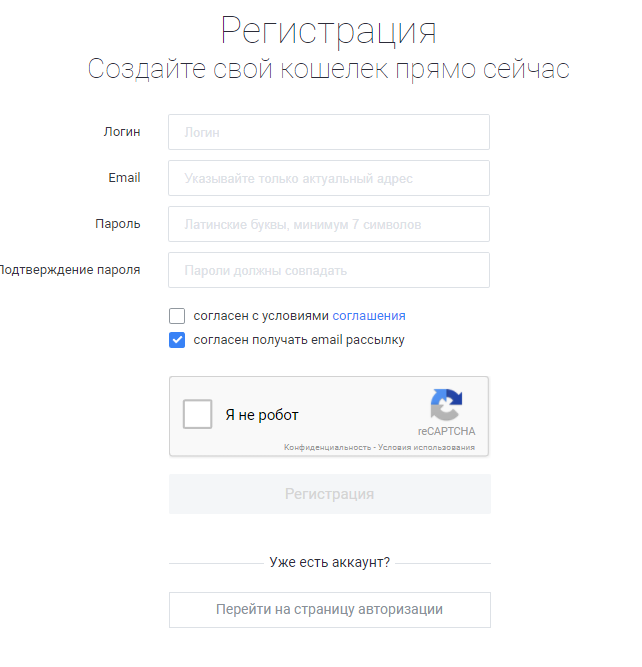 Регистрация
Создайте свой кошелек прямо сейчас
Логин Логин
Email Указывайте только актуальный адрес
Пароль Латинские буквы, минимум 7 символов
Подтверждение пароля Пароли должны совпадать
согласен с условиями соглашения
согласен получать email рассылку
Я не робот
reCAPTCHA
Конфиденциальность - Условия использования
Регистрация
Уже есть аккаунт?
Перейти на страницу авторизации